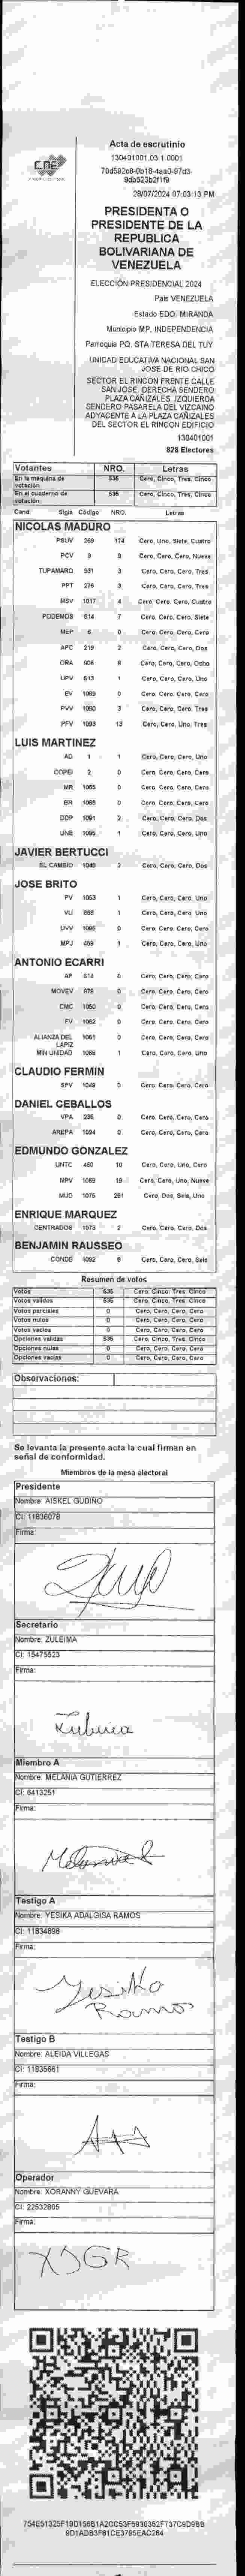 CNE
Acta de escrutinio
130401001.03.1.0001
28/07/2024 07:03:13 PM
PRESIDENTA O
PRESIDENTE DE LA
REPUBLICA
BOLIVARIANA DE
VENEZUELA
ELECCIÓN PRESIDENCIAL 2024
Pais VENEZUELA
Estado EDO. MIRANDA
Municipio MP. INDEPENDENCIA
Parroquia PQ. STA TERESA DEL TUY
UNIDAD EDUCATIVA NACIONAL SAN
JOSE DE RIO CHICO
SECTOR EL RINCON FRENTE CALLE
SAN JOSE. DERECHA SENDERO
PLAZA CAÑIZALES. IZQUIERDA
SENDERO PASARELA DEL VIZCAINO
ADYACENTE A LA PLAZA CAÑIZALES
DEL SECTOR EL RINCON EDIFICIO
130401001
828 Electores
Votantes NRO. Letras
En la máquina de votación: 535 Cero, Cinco, Tres, Cinco
En el cuaderno de votación: 535 Cero, Cinco, Tres, Cinco
Cand Sigla Código NRO. Letras
NICOLAS MADURO
PSUV 269 174 Cero, Uno, Siete, Cuatro
PCV 9 9 Cero, Cero, Cero, Nueve
TUPAMARO 931 3 Cero, Cero, Cero, Tres
PPT 276 3 Cero, Cero, Cero, Tres
MSV 1017 4 Cero, Cero, Cero, Cuatro
PODEMOS 514 7 Cero, Cero, Cero, Siete
MEP 6 0 Cero, Cero, Cero, Cero
APC 219 2 Cero, Cero, Cero, Dos
ORA 906 8 Cero, Cero, Cero, Ocho
UPV 613 1 Cero, Cero, Cero, Uno
EV 1089 0 Cero, Cero, Cero, Cero
PVV 1090 3 Cero, Cero, Cero, Tres
PFV 1093 13 Cero, Cero, Uno, Tres
LUIS MARTINEZ
AD 1 1 Cero, Cero, Cero, Uno
COPEI 2 0 Cero, Cero, Cero, Cero
MR 1005 0 Cero, Cero, Cero, Cero
BR 1088 0 Cero, Cero, Cero, Cero
DDP 1091 2 Cero, Cero, Cero, Dos
UNE 1096 1 Cero, Cero, Cero, Uno
JAVIER BERTUCCI
EL CAMBIO 1049 2 Cero, Cero, Cero, Dos
JOSE BRITO
PV 1053 1 Cero, Cero, Cero, Uno
VU 868 1 Cero, Cero, Cero, Uno
UVV 1095 0 Cero, Cero, Cero, Cero
MPJ 459 1 Cero, Cero, Cero, Uno
ANTONIO ECARRI
AP 814 0 Cero, Cero, Cero, Cero
MOVEV 878 0 Cero, Cero, Cero, Cero
CMC 1050 0 Cero, Cero, Cero, Cero
FV 1062 0 Cero, Cero, Cero, Cero
ALIANZA DEL LAPIZ 1061 0 Cero, Cero, Cero, Cero
MIN UNIDAD 1086 1 Cero, Cero, Cero, Uno
CLAUDIO FERMIN
SPV 1048 0 Cero, Cero, Cero, Cero
DANIEL CEBALLOS
VPA 236 0 Cero, Cero, Cero, Cero
AREPA 1094 0 Cero, Cero, Cero, Cero
EDMUNDO GONZALEZ
UNTC 460 10 Cero, Cero, Uno, Cero
MPV 1069 19 Cero, Cero, Uno, Nueve
MUD 1075 261 Cero, Dos, Seis, Uno
ENRIQUE MARQUEZ
CENTRADOS 1073 2 Cero, Cero, Cero, Dos
BENJAMIN RAUSSEO
CONDE 1092 6 Cero, Cero, Cero, Seis
Resumen de votos
Votos 535 Cero, Cinco, Tres, Cinco
Votos validos 535 Cero, Cinco, Tres, Cinco
Votos parciales 0 Cero, Cero, Cero, Cero
Votos nulos 0 Cero, Cero, Cero, Cero
Votos vacios 0 Cero, Cero, Cero, Cero
Opciones validas 535 Cero, Cinco, Tres, Cinco
Opciones nulas 0 Cero, Cero, Cero, Cero
Opciones vacias 0 Cero, Cero, Cero, Cero
Observaciones:
Se levanta la presente acta la cual firman en
señal de conformidad.
Miembros de la mesa electoral
Presidente
Nombre: AISKEL GUDIÑO
CI: 11836078
Firma:
Secretario
Nombre: ZULEIMA
CI: 15475523
Firma:
Miembro A
Nombre: MELANIA GUTIERREZ
CI: 6413251
Firma:
Testigo A
Nombre: YESIKA ADALGISA RAMOS
CI: 11834898
Firma:
Yesika
Ramos
Testigo B
Nombre: ALEIDA VILLEGAS
CI: 11835661
Firma:
Operador
Nombre: XORANNY GUEVARA
CI: 22532805
Firma:
XJGR